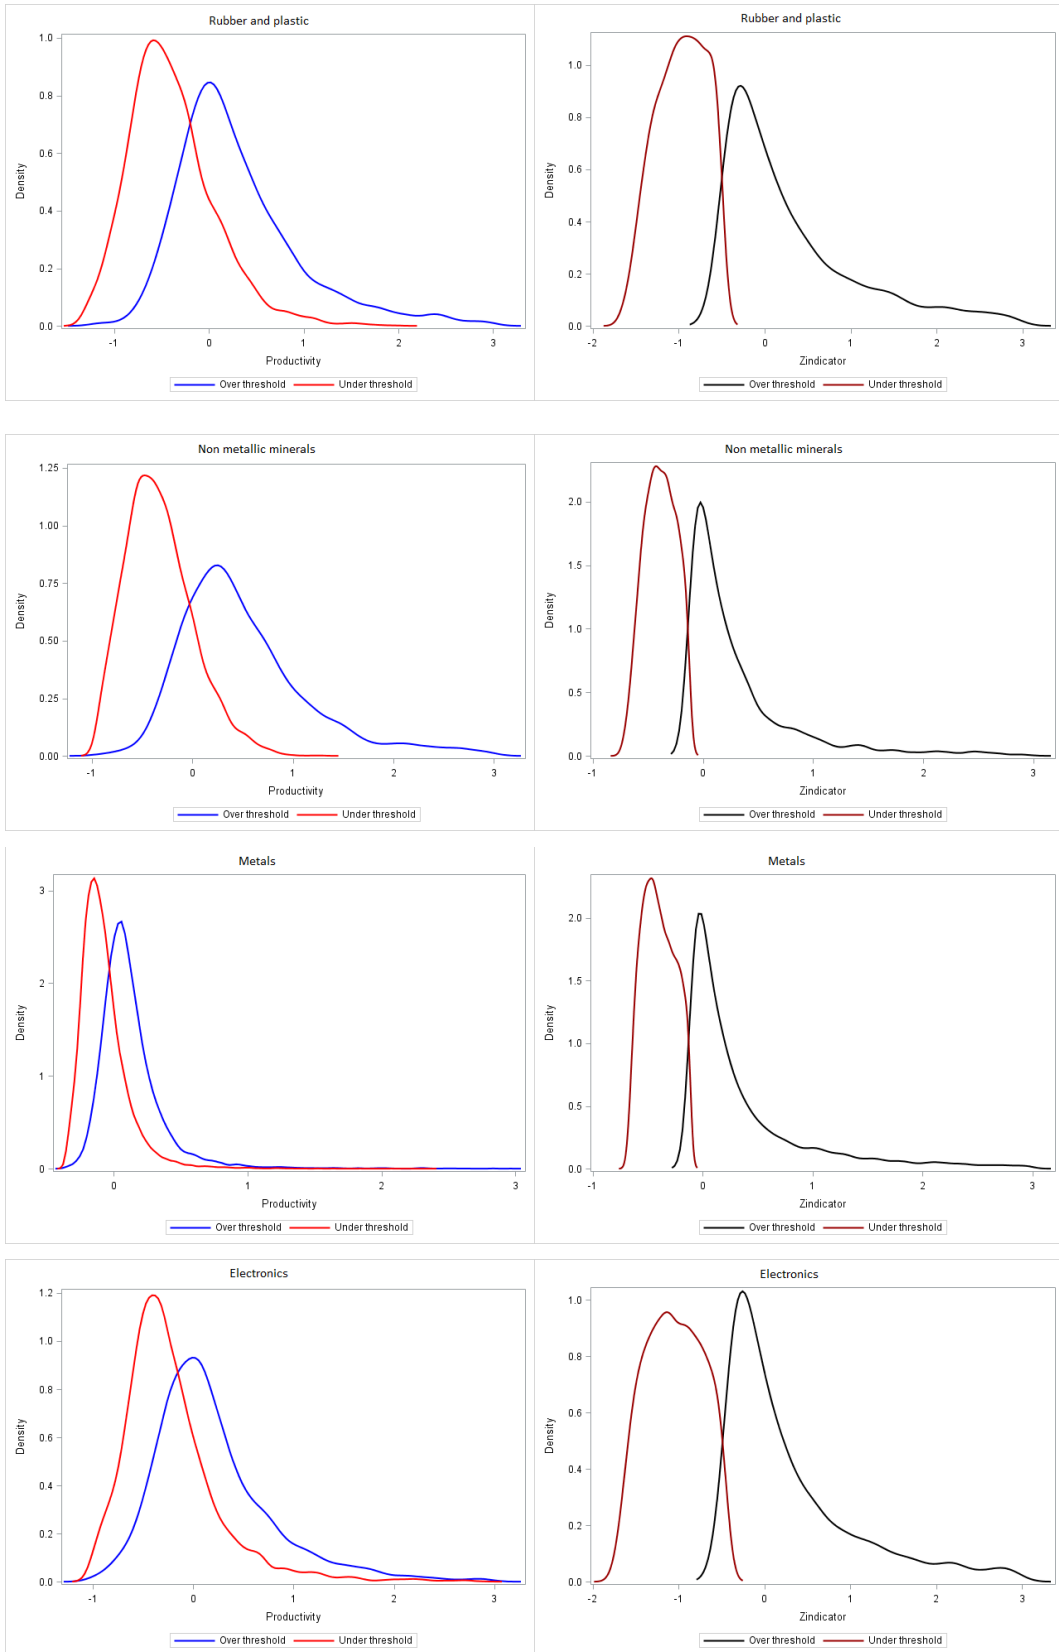 Rubber and plastic
1.0
0.8
0.6
0.4
0.2
0.0
Density
-1 0 1 2 3
Productivity
Over threshold Under threshold
Rubber and plastic
1.0
0.8
0.6
0.4
0.2
0.0
Density
-2 -1 0 1 2 3
Zindicator
Over threshold Under threshold
Non metallic minerals
1.25
1.00
0.75
0.50
0.25
0.00
Density
-1 0 1 2 3
Productivity
Over threshold Under threshold
Non metallic minerals
2.0
1.5
1.0
0.5
0.0
Density
-1 0 1 2 3
Zindicator
Over threshold Under threshold
Metals
3
2
1
0
Density
0 1 2 3
Productivity
Over threshold Under threshold
Metals
2.0
1.5
1.0
0.5
0.0
Density
-1 0 1 2 3
Zindicator
Over threshold Under threshold
Electronics
1.2
1.0
0.8
0.6
0.4
0.2
0.0
Density
-1 0 1 2 3
Productivity
Over threshold Under threshold
Electronics
1.0
0.8
0.6
0.4
0.2
0.0
Density
-2 -1 0 1 2 3
Zindicator
Over threshold Under threshold